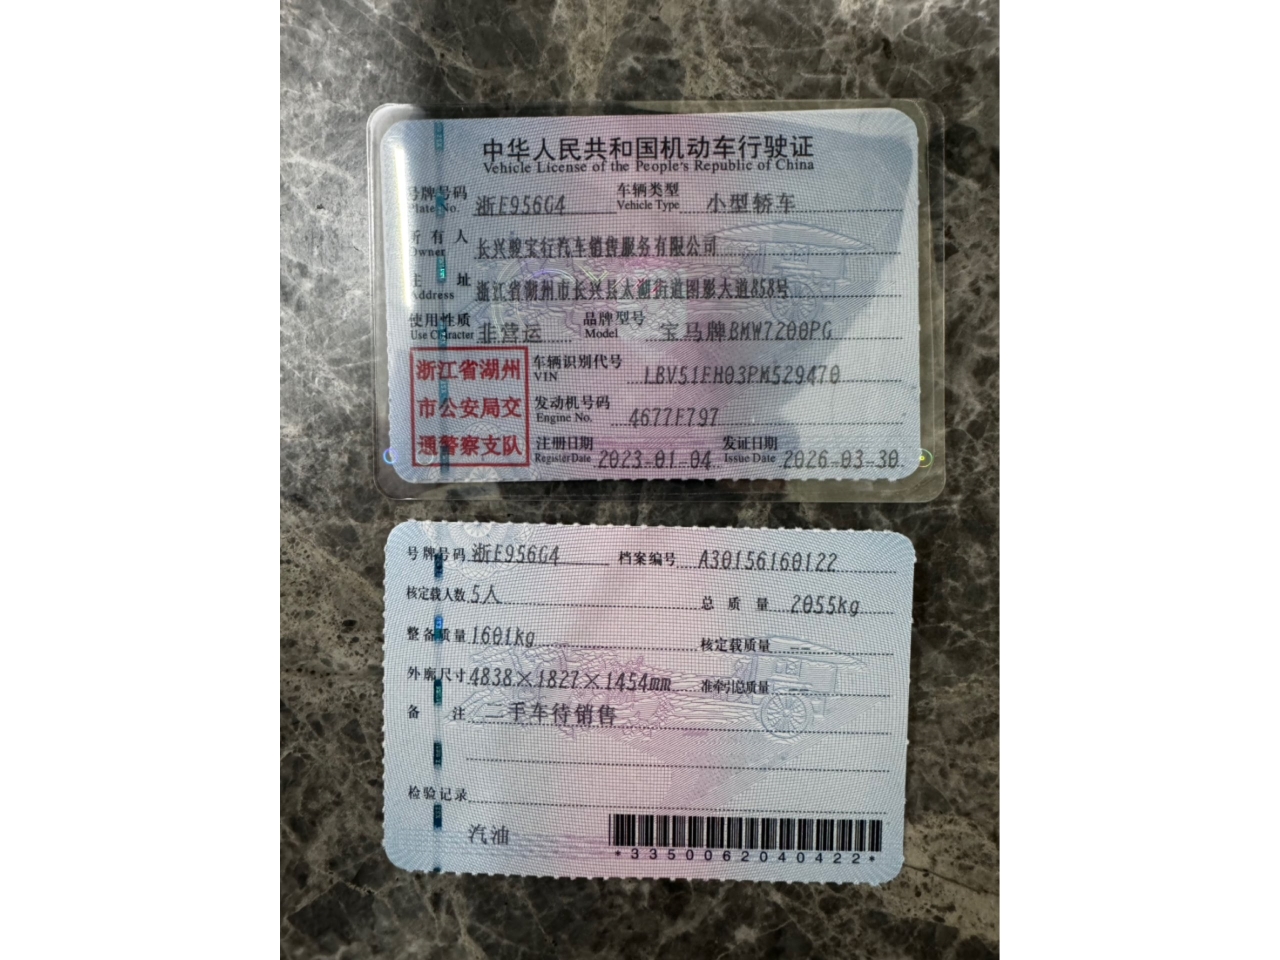 中华人民共和国机动车行驶证
Vehicle License of the People's Republic of China
号牌号码 浙E956G4 车辆类型 小型轿车
Plate No. Vehicle Type
所有人 长兴骏宝行汽车销售服务有限公司
Owner
住址 浙江省湖州市长兴县太湖街道图影大道858号
Address
使用性质 非营运 品牌型号 宝马牌BMW7200PG
Use Character Model
浙江省湖州
市公安局交
通警察支队
车辆识别代号 LBV51FH03PM529470
VIN
发动机号码 4677F797
Engine No.
注册日期 2023-01-04 发证日期 2026-03-30
Register Date Issue Date
号牌号码 浙E956G4 档案编号 A30156160122
核定载人数 5人 总质量 2055kg
整备质量 1601kg 核定载质量 --
外廓尺寸 4838×1827×1454mm 准牵引总质量 --
备注 二手车待销售
检验记录
汽油
*3350062040422*